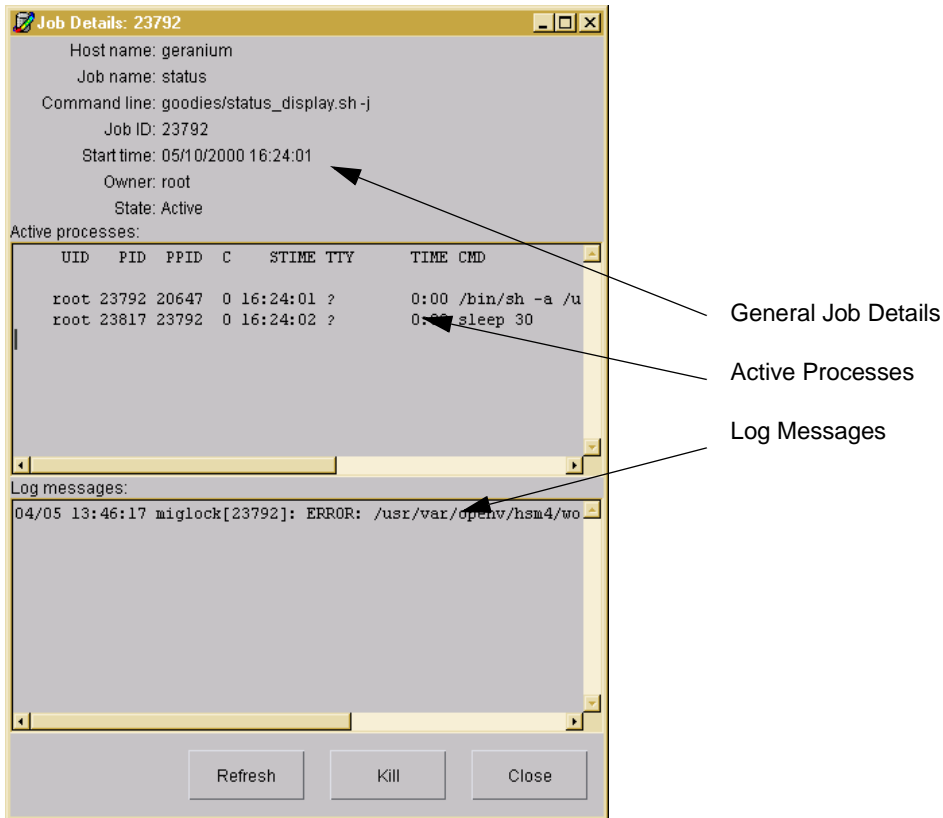 Job Details: 23792
Host name: geranium
Job name: status
Command line: goodies/status_display.sh -j
Job ID: 23792
Start time: 05/10/2000 16:24:01
Owner: root
State: Active
Active processes:
UID PID PPID C STIME TTY TIME CMD
root 23792 20647 0 16:24:01 ? 0:00 /bin/sh -a /u
root 23817 23792 0 16:24:02 ? 0:00 sleep 30
General Job Details
Active Processes
Log Messages
Log messages:
04/05 13:46:17 miglock[23792]: ERROR: /usr/var/openv/hsm4/wo
Refresh Kill Close